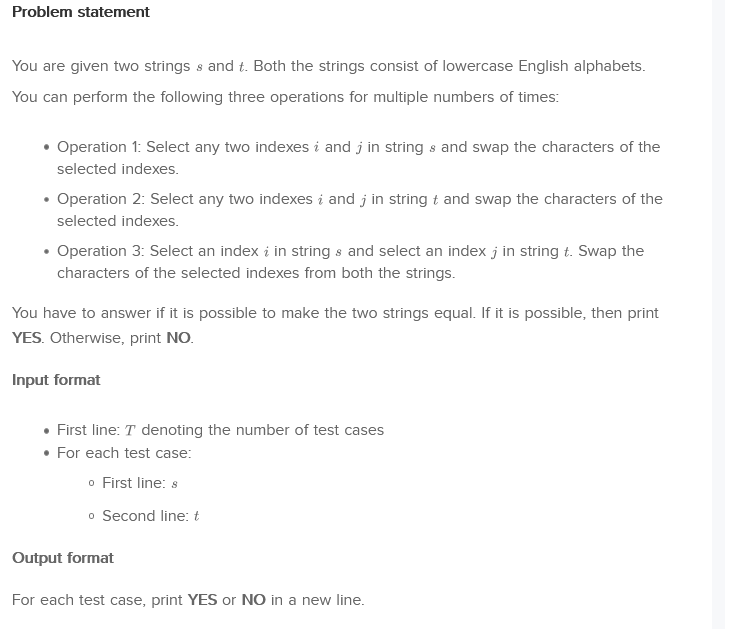 Problem statement
You are given two strings s and t. Both the strings consist of lowercase English alphabets.
You can perform the following three operations for multiple numbers of times:
• Operation 1: Select any two indexes i and j in string s and swap the characters of the
selected indexes.
• Operation 2: Select any two indexes i and j in string t and swap the characters of the
selected indexes.
• Operation 3: Select an index i in string s and select an index j in string t. Swap the
characters of the selected indexes from both the strings.
You have to answer if it is possible to make the two strings equal. If it is possible, then print
YES. Otherwise, print NO.
Input format
• First line: T denoting the number of test cases
• For each test case:
○ First line: s
○ Second line: t
Output format
For each test case, print YES or NO in a new line.